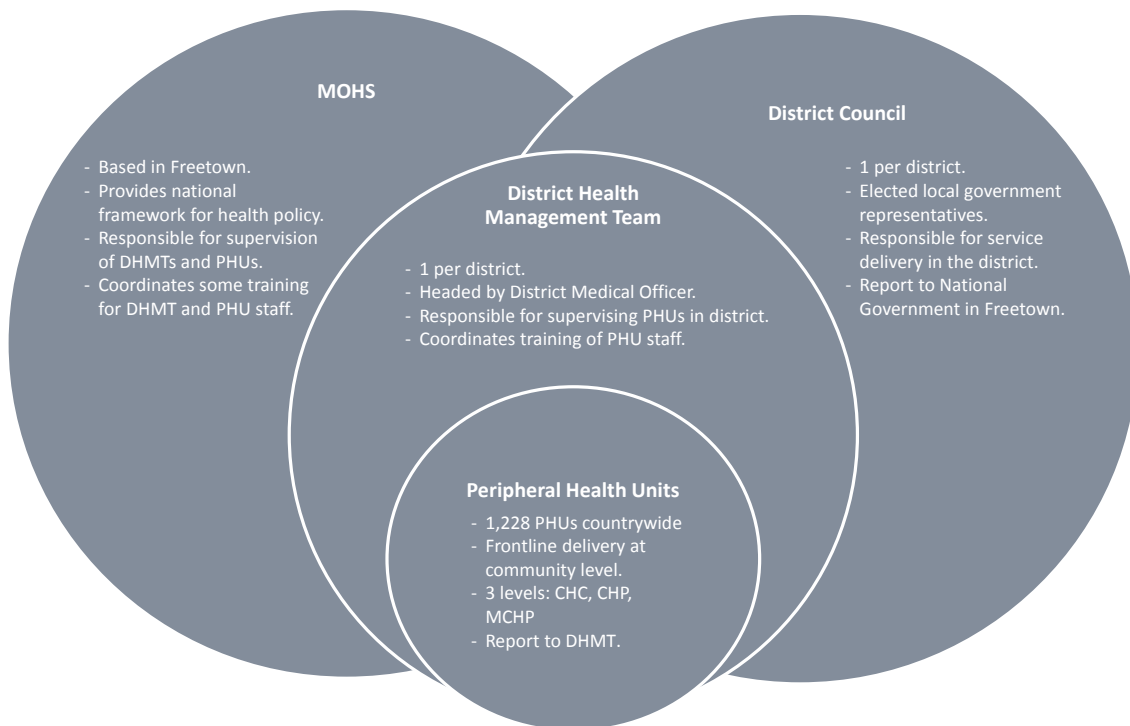 MOHS
- Based in Freetown.
- Provides national
framework for health policy.
- Responsible for supervision
of DHMTs and PHUs.
- Coordinates some training
for DHMT and PHU staff.
District Council
- 1 per district.
- Elected local government
representatives.
- Responsible for service
delivery in the district.
- Report to National
Government in Freetown.
District Health
Management Team
- 1 per district.
- Headed by District Medical Officer.
- Responsible for supervising PHUs in district.
- Coordinates training of PHU staff.
Peripheral Health Units
- 1,228 PHUs countrywide
- Frontline delivery at
community level.
- 3 levels: CHC, CHP,
MCHP
- Report to DHMT.